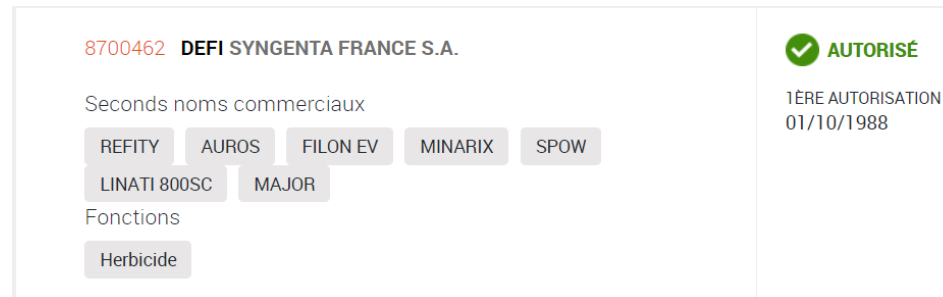 8700462 DEFI SYNGENTA FRANCE S.A.
Seconds noms commerciaux
REFITY AUROS FILON EV MINARIX SPOW
LINATI 800SC MAJOR
Fonctions
Herbicide
AUTORISÉ
1ÈRE AUTORISATION
01/10/1988